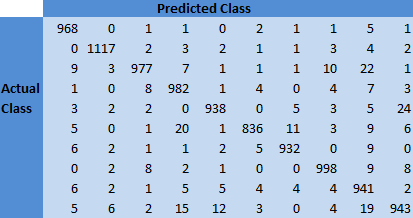 Predicted Class
968 0 1 1 0 2 1 1 5 1
0 1117 2 3 2 1 1 3 4 2
9 3 977 7 1 1 1 10 22 1
Actual 1 0 8 982 1 4 0 4 7 3
Class 3 2 2 0 938 0 5 3 5 24
5 0 1 20 1 836 11 3 9 6
6 2 1 1 2 5 932 0 9 0
0 2 8 2 1 0 0 998 9 8
6 2 1 5 5 4 4 4 941 2
5 6 2 15 12 3 0 4 19 943